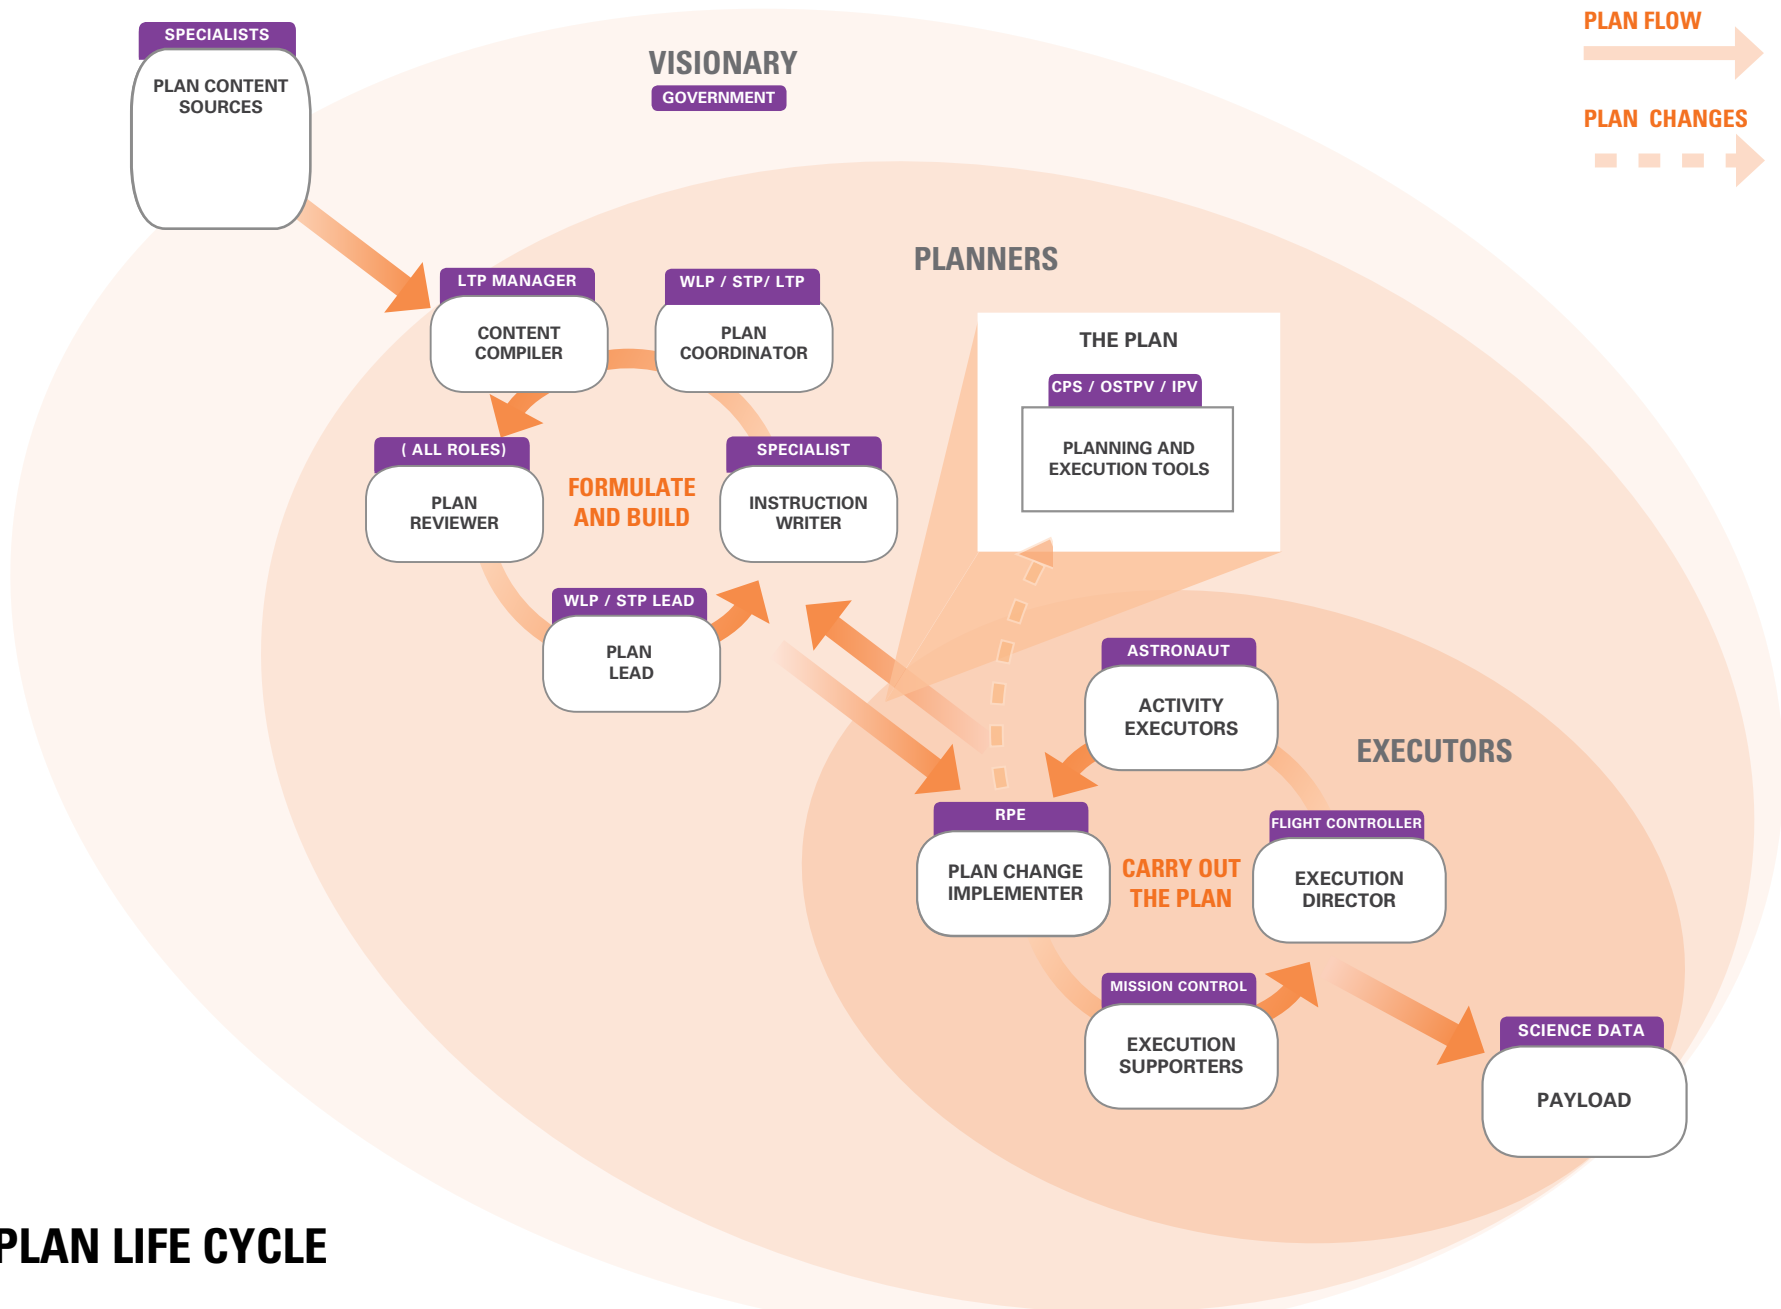 SPECIALISTS
PLAN CONTENT
SOURCES
VISIONARY
GOVERNMENT
PLAN FLOW
PLAN CHANGES
PLANNERS
LTP MANAGER
CONTENT
COMPILER
WLP / STP/ LTP
PLAN
COORDINATOR
THE PLAN
CPS / OSTPV / IPV
PLANNING AND
EXECUTION TOOLS
( ALL ROLES)
PLAN
REVIEWER
FORMULATE
AND BUILD
SPECIALIST
INSTRUCTION
WRITER
WLP / STP LEAD
PLAN
LEAD
ASTRONAUT
ACTIVITY
EXECUTORS
EXECUTORS
RPE
PLAN CHANGE
IMPLEMENTER
CARRY OUT
THE PLAN
FLIGHT CONTROLLER
EXECUTION
DIRECTOR
MISSION CONTROL
EXECUTION
SUPPORTERS
SCIENCE DATA
PAYLOAD
PLAN LIFE CYCLE